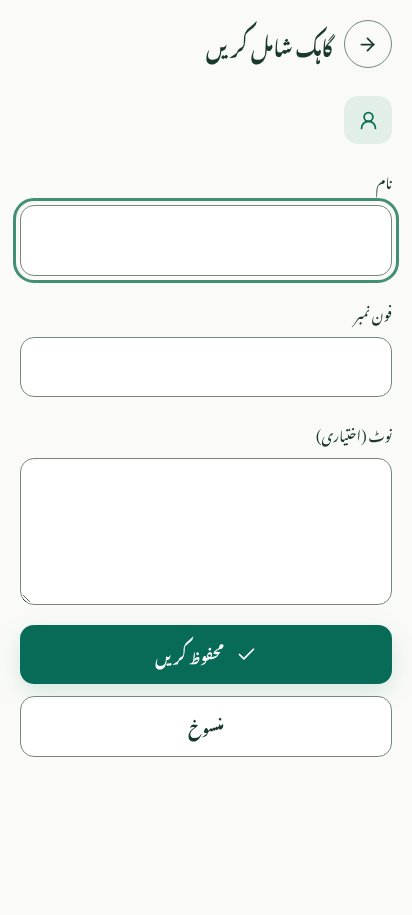 گاہک شامل کریں
نام
فون نمبر
نوٹ (اختیاری)
محفوظ کریں
منسوخ